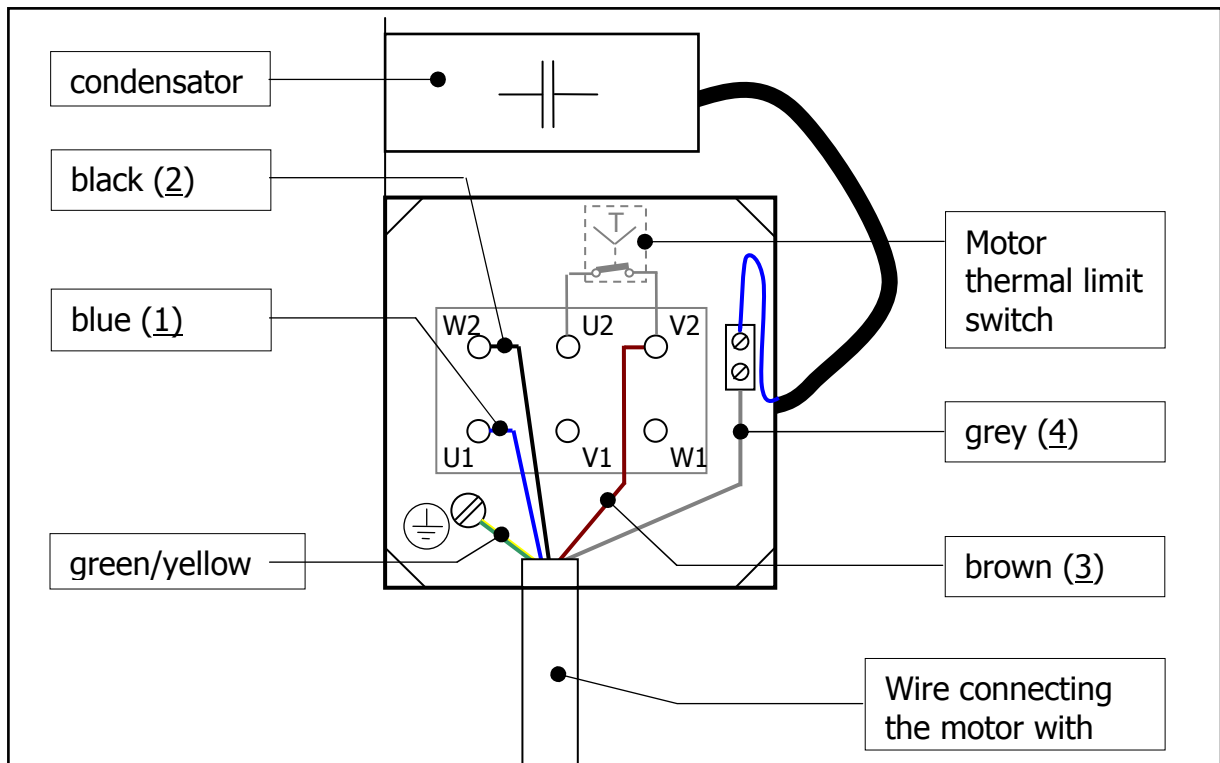 condensator
black (2)
blue (1)
green/yellow
T
W2
U2
V2
U1
V1
W1
Motor
thermal limit
switch
grey (4)
brown (3)
Wire connecting
the motor with